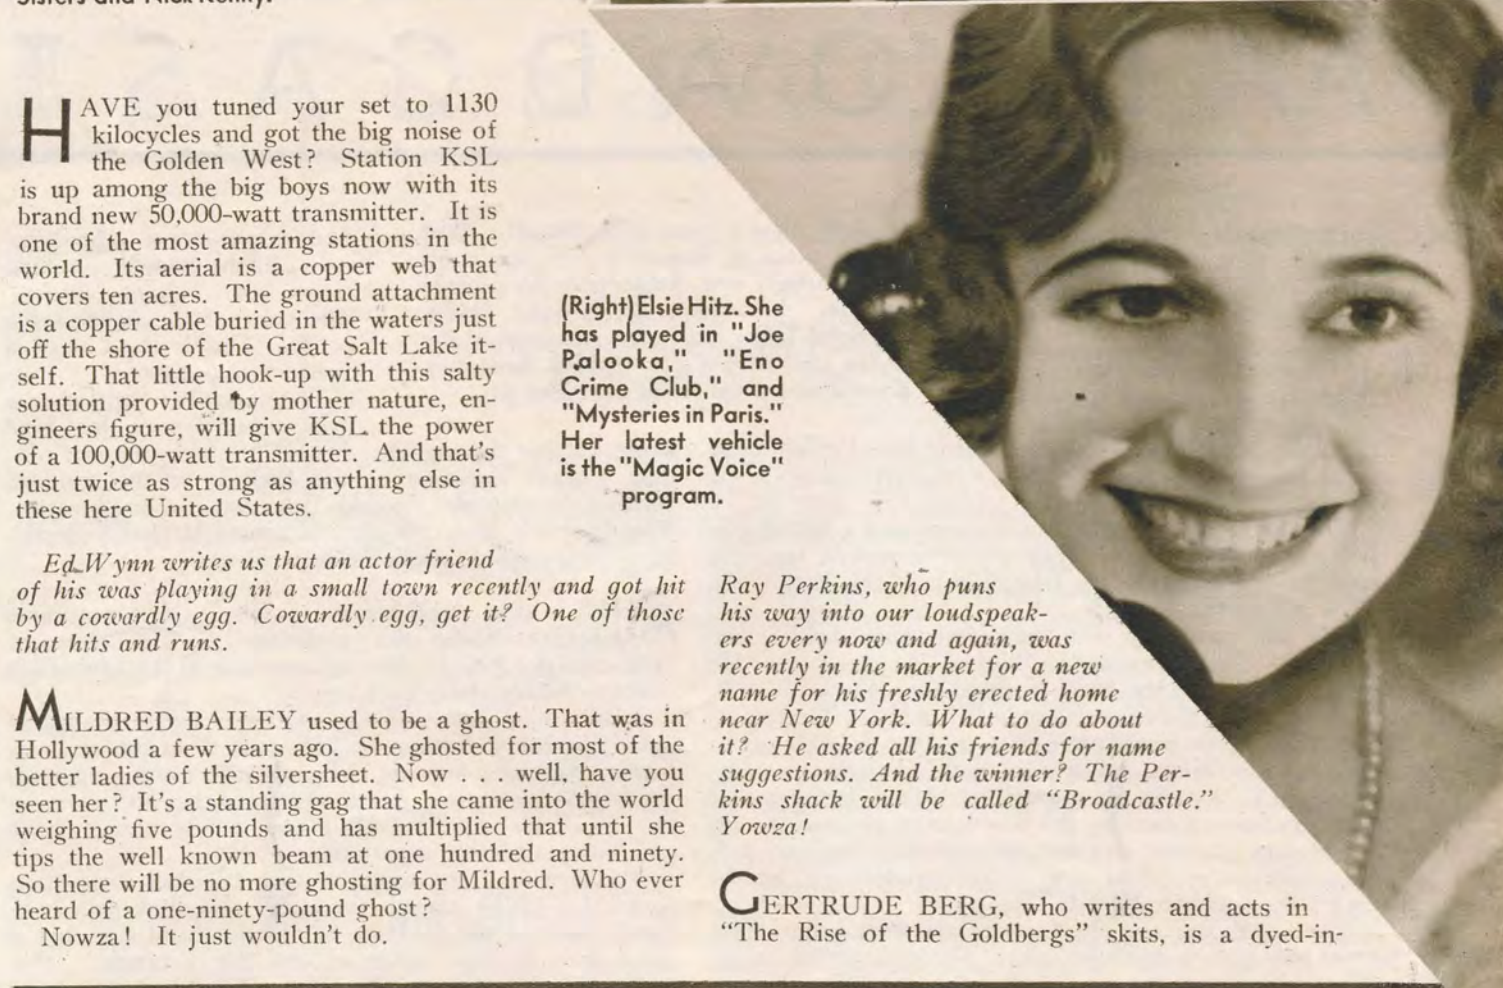 Sisters and Nick Kenny.
HAVE you tuned your set to 1130
kilocycles and got the big noise of
the Golden West? Station KSL
is up among the big boys now with its
brand new 50,000-watt transmitter. It is
one of the most amazing stations in the
world. Its aerial is a copper web that
covers ten acres. The ground attachment
is a copper cable buried in the waters just
off the shore of the Great Salt Lake it-
self. That little hook-up with this salty
solution provided by mother nature, en-
gineers figure, will give KSL the power
of a 100,000-watt transmitter. And that's
just twice as strong as anything else in
these here United States.
(Right) Elsie Hitz. She
has played in "Joe
Palooka," "Eno
Crime Club," and
"Mysteries in Paris."
Her latest vehicle
is the "Magic Voice"
program.
Ed Wynn writes us that an actor friend
of his was playing in a small town recently and got hit
by a cowardly egg. Cowardly egg, get it? One of those
that hits and runs.
MILDRED BAILEY used to be a ghost. That was in
Hollywood a few years ago. She ghosted for most of the
better ladies of the silversheet. Now . . . well, have you
seen her? It's a standing gag that she came into the world
weighing five pounds and has multiplied that until she
tips the well known beam at one hundred and ninety.
So there will be no more ghosting for Mildred. Who ever
heard of a one-ninety-pound ghost?
Nowza! It just wouldn't do.
Ray Perkins, who puns
his way into our loudspeak-
ers every now and again, was
recently in the market for a new
name for his freshly erected home
near New York. What to do about
it? He asked all his friends for name
suggestions. And the winner? The Per-
kins shack will be called "Broadcastle."
Yowza!
GERTRUDE BERG, who writes and acts in
"The Rise of the Goldbergs" skits, is a dyed-in-